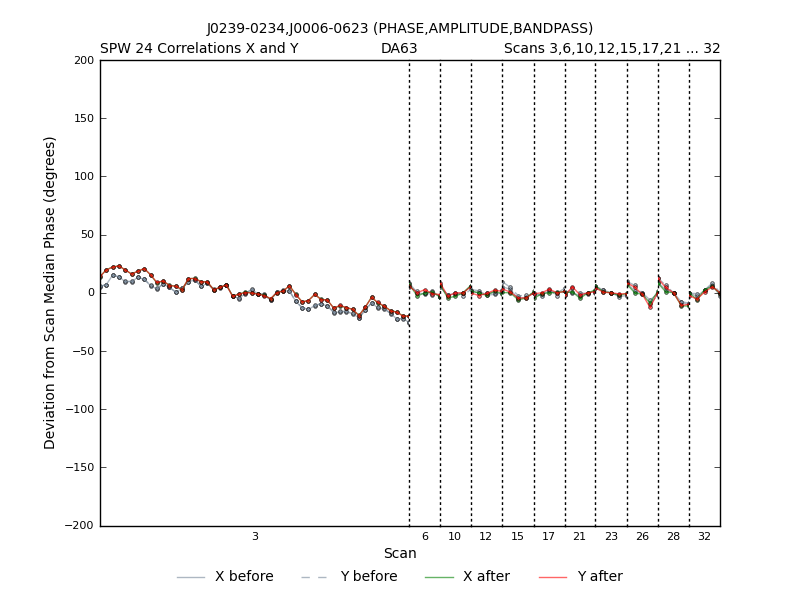 J0239-0234,J0006-0623 (PHASE,AMPLITUDE,BANDPASS)
SPW 24 Correlations X and Y DA63 Scans 3,6,10,12,15,17,21 ... 32
200
150
100
50
0
−50
−100
−150
−200
Deviation from Scan Median Phase (degrees)
3 6 10 12 15 17 21 23 26 28 32
Scan
X before Y before X after Y after